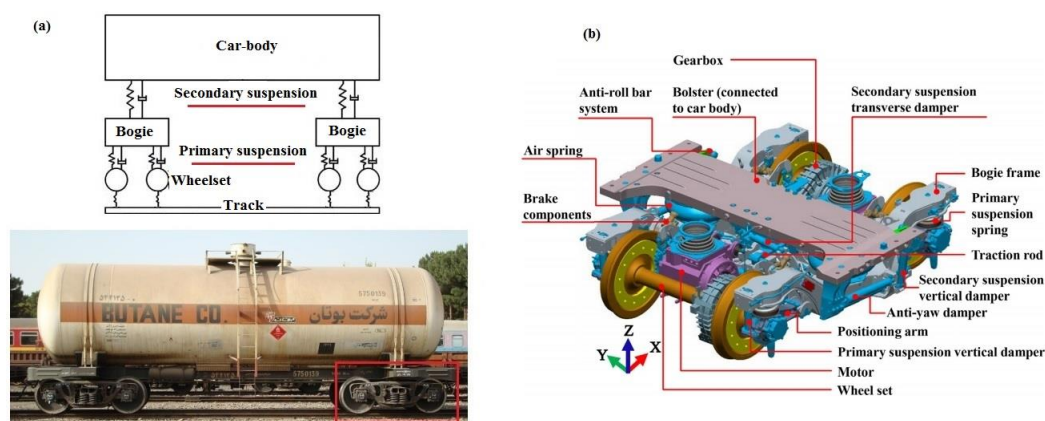 (a)
Car-body
Secondary suspension
Bogie
Bogie
Primary suspension
Wheelset
Track
BUTANE CO.
شرکت بوتان
5750139
5750139
(b)
Gearbox
Anti-roll bar
system
Bolster (connected
to car body)
Secondary suspension
transverse damper
Air spring
Brake
components
Bogie frame
Primary
suspension
spring
Traction rod
Secondary suspension
vertical damper
Anti-yaw damper
Positioning arm
Primary suspension vertical damper
Motor
Wheel set
Z
Y
X